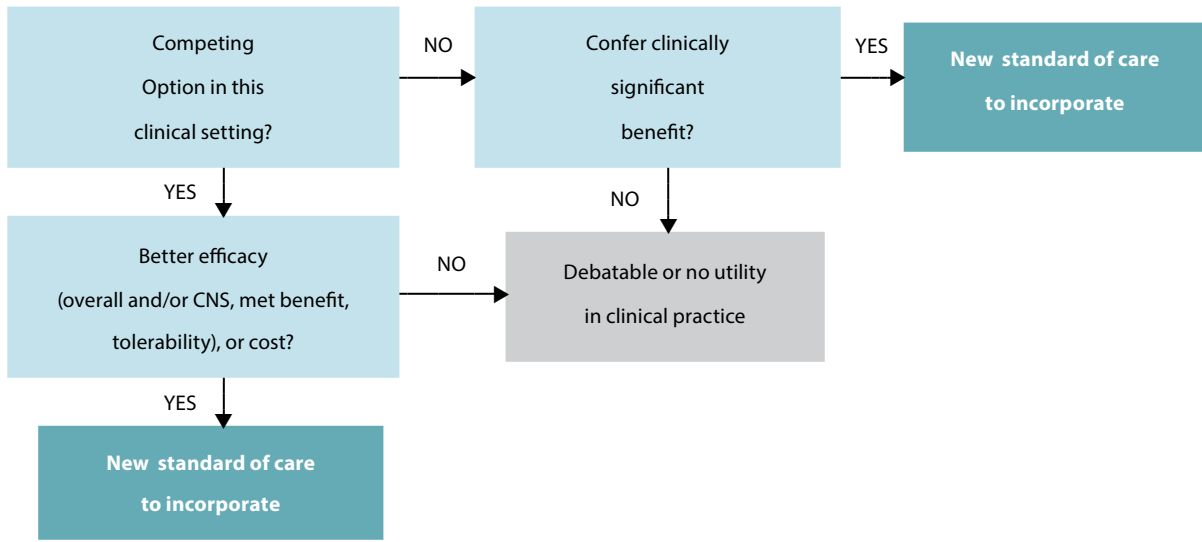 Competing
Option in this
clinical setting?
NO
Confer clinically
significant
benefit?
YES
New standard of care
to incorporate
YES
NO
Better efficacy
(overall and/or CNS, met benefit,
tolerability), or cost?
NO
Debatable or no utility
in clinical practice
YES
New standard of care
to incorporate